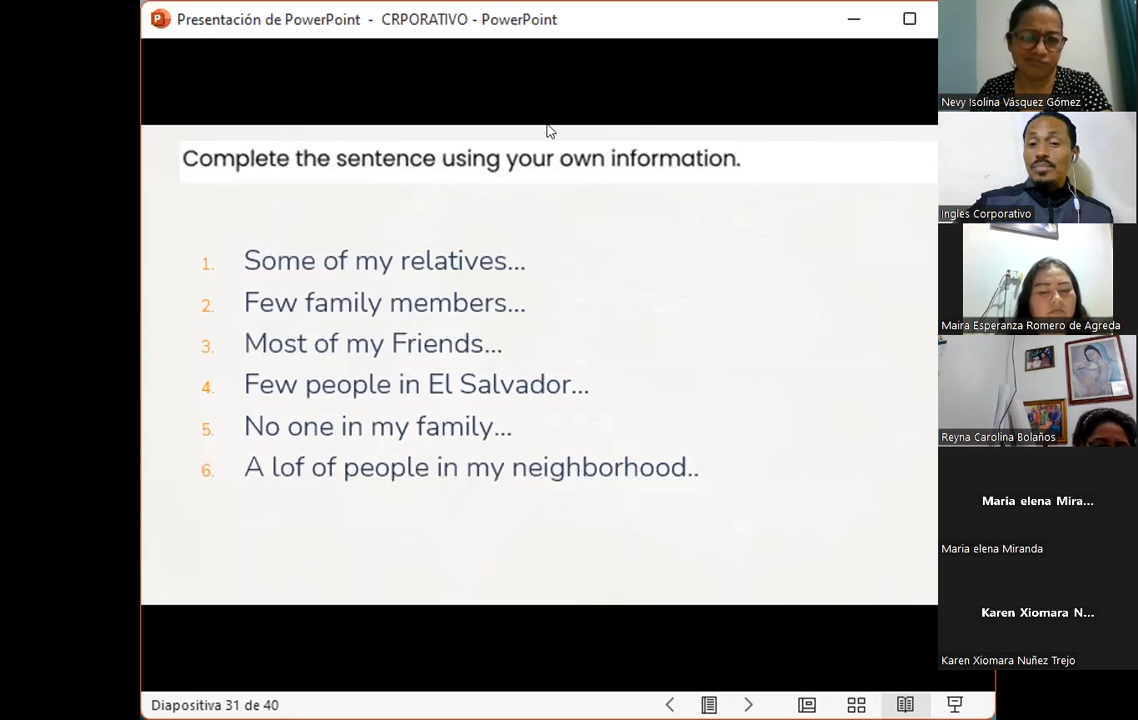 Presentación de PowerPoint - CRPORATIVO - PowerPoint
Complete the sentence using your own information.
1. Some of my relatives...
2. Few family members...
3. Most of my Friends...
4. Few people in El Salvador...
5. No one in my family...
6. A lof of people in my neighborhood..
Diapositiva 31 de 40
Nevy Isolina Vásquez Gómez
Ingles Corporativo
Maira Esperanza Romero de Agreda
Reyna Carolina Bolaños
Maria elena Mira...
Maria elena Miranda
Karen Xiomara N...
Karen Xiomara Nuñez Trejo